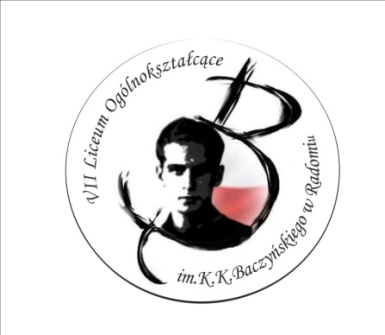 VII Liceum Ogólnokształcące
B
im.K.K.Baczyńskiego w Radomiu